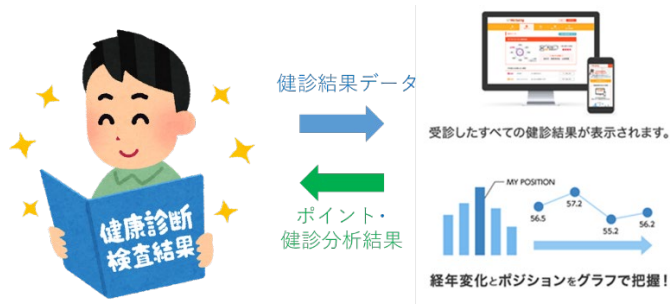 健診結果データ
ポイント・
健診分析結果
健康診断
検査結果
受診したすべての健診結果が表示されます。
MY POSITION
56.5
57.2
55.2
56.2
経年変化とポジションをグラフで把握!